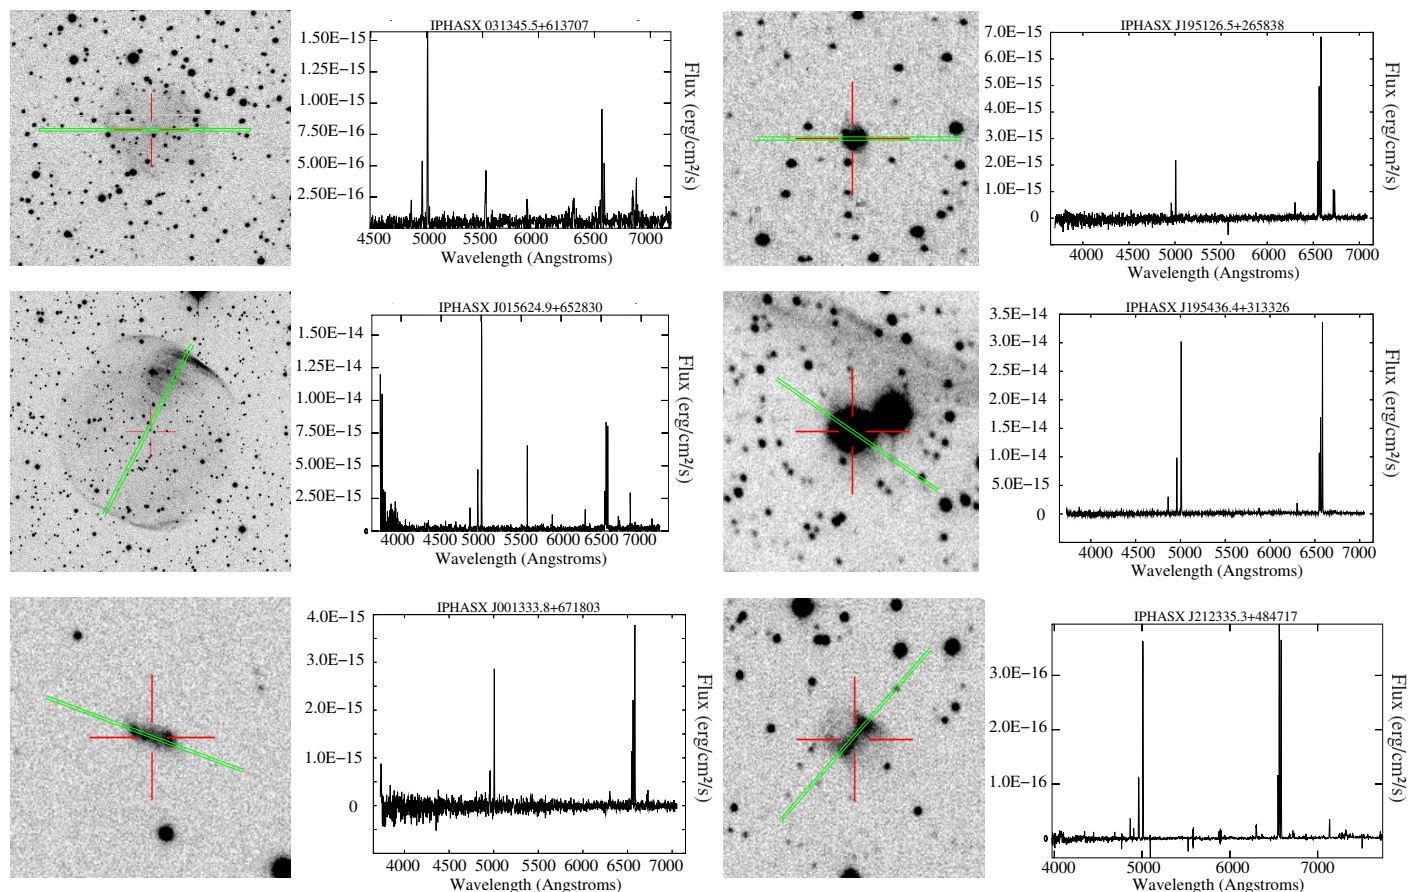 IPHASX 031345.5+613707
1.50E−15
1.25E−15
1.00E−15
7.50E−16
5.00E−16
2.50E−16
4500 5000 5500 6000 6500 7000
Wavelength (Angstroms)
Flux (erg/cm²/s)
IPHASX J195126.5+265838
7.0E−15
6.0E−15
5.0E−15
4.0E−15
3.0E−15
2.0E−15
1.0E−15
0
4000 4500 5000 5500 6000 6500 7000
Wavelength (Angstroms)
Flux (erg/cm²/s)
IPHASX J015624.9+652830
1.50E−14
1.25E−14
1.00E−14
7.50E−15
5.00E−15
2.50E−15
0
4000 4500 5000 5500 6000 6500 7000
Wavelength (Angstroms)
Flux (erg/cm²/s)
IPHASX J195436.4+313326
3.5E−14
3.0E−14
2.5E−14
2.0E−14
1.5E−14
1.0E−14
5.0E−15
0
4000 4500 5000 5500 6000 6500 7000
Wavelength (Angstroms)
Flux (erg/cm²/s)
IPHASX J001333.8+671803
4.0E−15
3.0E−15
2.0E−15
1.0E−15
0
4000 4500 5000 5500 6000 6500 7000
Wavelength (Angstroms)
Flux (erg/cm²/s)
IPHASX J212335.3+484717
3.0E−16
2.0E−16
1.0E−16
0
4000 5000 6000 7000
Wavelength (Angstroms)
Flux (erg/cm²/s)